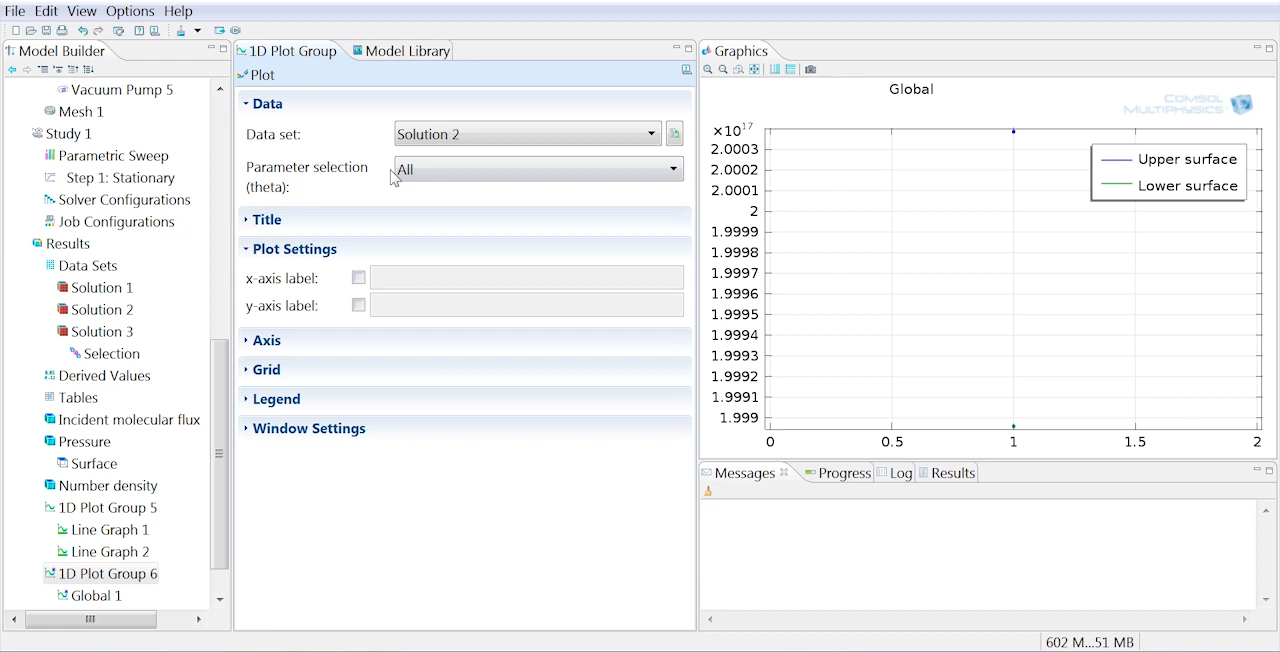 File Edit View Options Help
Model Builder
Vacuum Pump 5
Mesh 1
Study 1
Parametric Sweep
Step 1: Stationary
Solver Configurations
Job Configurations
Results
Data Sets
Solution 1
Solution 2
Solution 3
Selection
Derived Values
Tables
Incident molecular flux
Pressure
Surface
Number density
1D Plot Group 5
Line Graph 1
Line Graph 2
1D Plot Group 6
Global 1
1D Plot Group Model Library
Plot
Data
Data set: Solution 2
Parameter selection (theta): All
Title
Plot Settings
x-axis label:
y-axis label:
Axis
Grid
Legend
Window Settings
Graphics
Global
COMSOL
MULTIPHYSICS
×10¹⁷
2.0003
2.0002
2.0001
2
1.9999
1.9998
1.9997
1.9996
1.9995
1.9994
1.9993
1.9992
1.9991
1.999
0 0.5 1 1.5 2
Upper surface
Lower surface
Messages Progress Log Results
602 M...51 MB